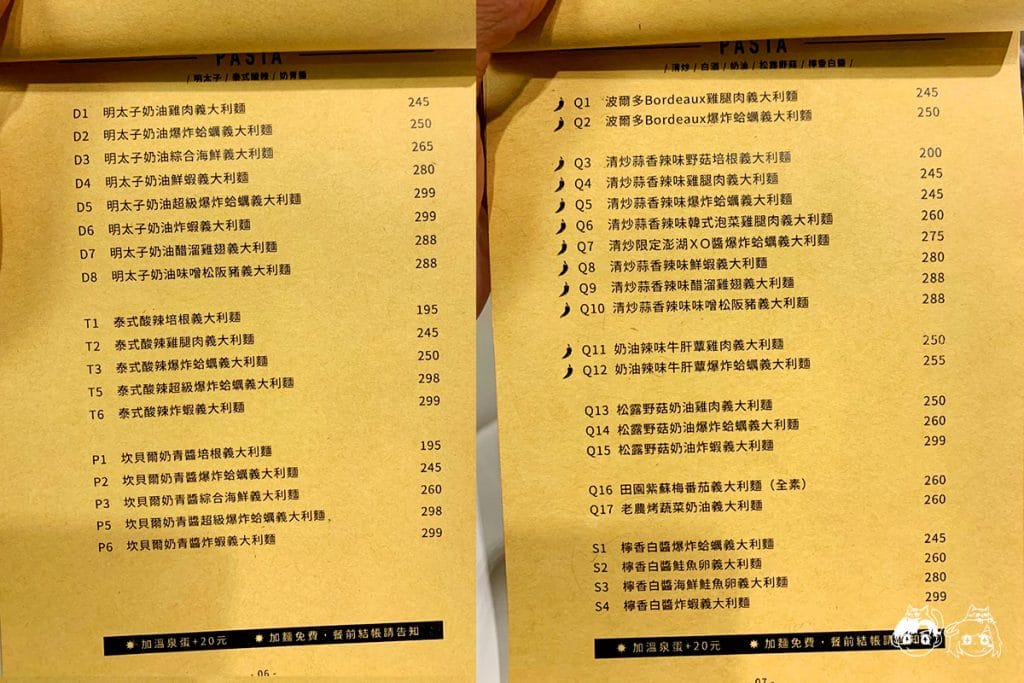 PASTA
/ 明太子 / 泰式酸辣 / 奶青醬
D1 明太子奶油雞肉義大利麵 245
D2 明太子奶油爆炸蛤蠣義大利麵 250
D3 明太子奶油綜合海鮮義大利麵 265
D4 明太子奶油鮮蝦義大利麵 280
D5 明太子奶油超級爆炸蛤蠣義大利麵 299
D6 明太子奶油炸蝦義大利麵 299
D7 明太子奶油醋溜雞翅義大利麵 288
D8 明太子奶油味噌松阪豬義大利麵 288
T1 泰式酸辣培根義大利麵 195
T2 泰式酸辣雞腿肉義大利麵 245
T3 泰式酸辣爆炸蛤蠣義大利麵 250
T5 泰式酸辣超級爆炸蛤蠣義大利麵 298
T6 泰式酸辣炸蝦義大利麵 299
P1 坎貝爾奶青醬培根義大利麵 195
P2 坎貝爾奶青醬爆炸蛤蠣義大利麵 245
P3 坎貝爾奶青醬綜合海鮮義大利麵 260
P5 坎貝爾奶青醬超級爆炸蛤蠣義大利麵 298
P6 坎貝爾奶青醬炸蝦義大利麵 299
✹ 加溫泉蛋+20元 ✹ 加麵免費，餐前結帳請告知
- 06 -
PASTA
/ 清炒 / 白酒 / 奶油 / 松露野菇 / 檸香白醬 /
Q1 波爾多Bordeaux雞腿肉義大利麵 245
Q2 波爾多Bordeaux爆炸蛤蠣義大利麵 250
Q3 清炒蒜香辣味野菇培根義大利麵 200
Q4 清炒蒜香辣味雞腿肉義大利麵 245
Q5 清炒蒜香辣味爆炸蛤蠣義大利麵 245
Q6 清炒蒜香辣味韓式泡菜雞腿肉義大利麵 260
Q7 清炒限定澎湖XO醬爆炸蛤蠣義大利麵 275
Q8 清炒蒜香辣味鮮蝦義大利麵 280
Q9 清炒蒜香辣味醋溜雞翅義大利麵 288
Q10 清炒蒜香辣味味噌松阪豬義大利麵 288
Q11 奶油辣味牛肝蕈雞肉義大利麵 250
Q12 奶油辣味牛肝蕈爆炸蛤蠣義大利麵 255
Q13 松露野菇奶油雞肉義大利麵 250
Q14 松露野菇奶油爆炸蛤蠣義大利麵 260
Q15 松露野菇奶油炸蝦義大利麵 299
Q16 田園紫蘇梅番茄義大利麵（全素） 260
Q17 老農烤蔬菜奶油義大利麵 260
S1 檸香白醬爆炸蛤蠣義大利麵 245
S2 檸香白醬鮭魚卵義大利麵 260
S3 檸香白醬海鮮鮭魚卵義大利麵 280
S4 檸香白醬炸蝦義大利麵 299
✹ 加溫泉蛋+20元 ✹ 加麵免費，餐前結帳請告知
- 07 -